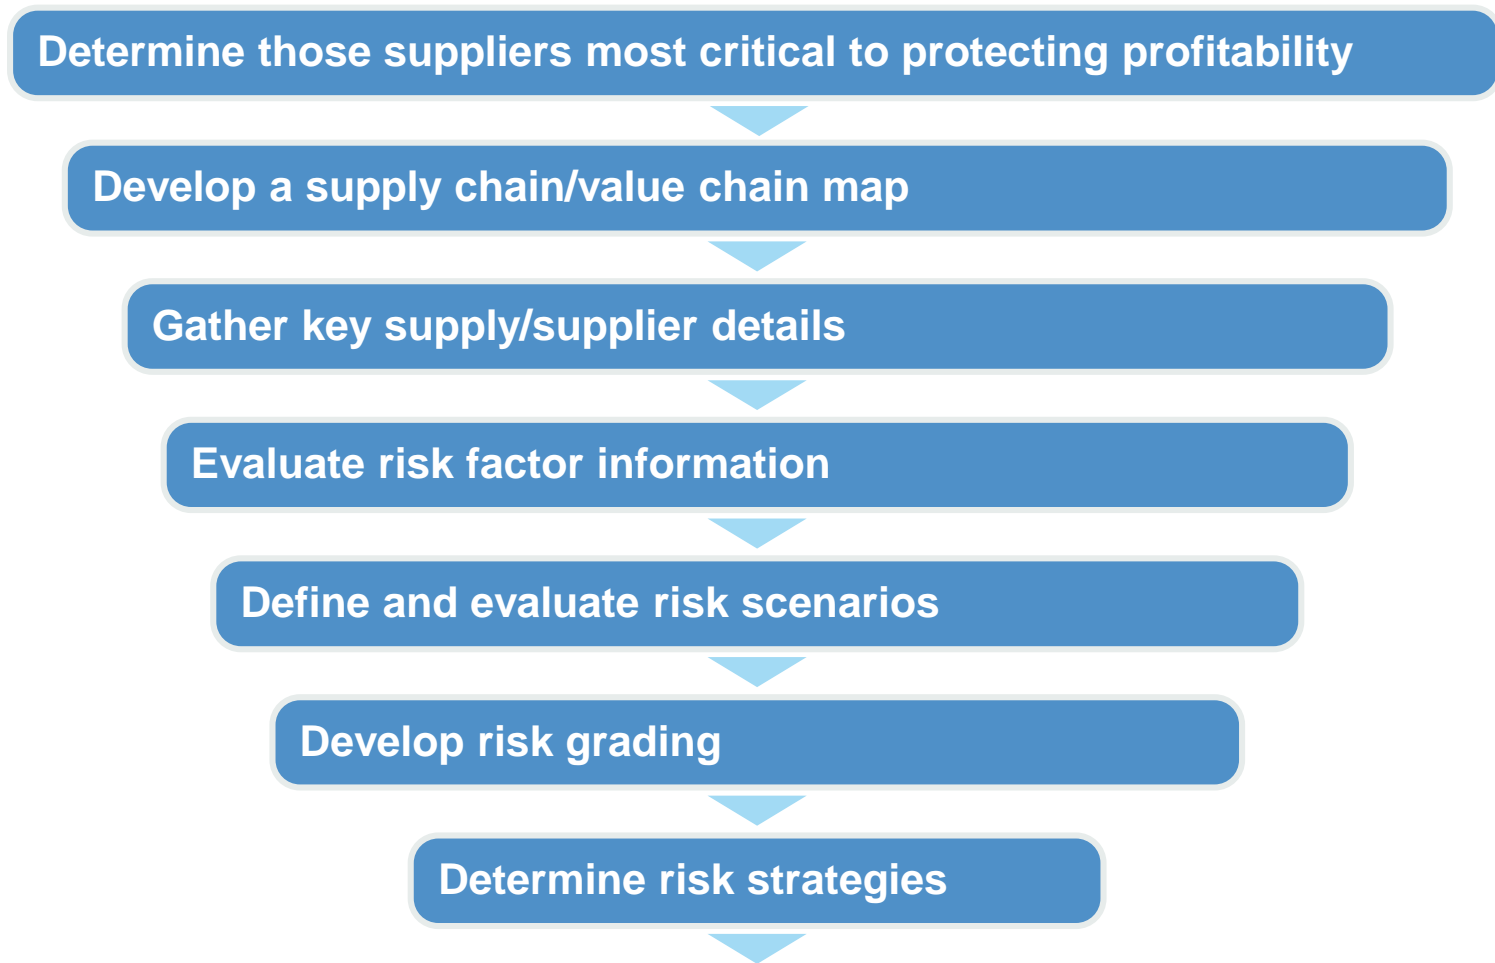 Determine those suppliers most critical to protecting profitability
Develop a supply chain/value chain map
Gather key supply/supplier details
Evaluate risk factor information
Define and evaluate risk scenarios
Develop risk grading
Determine risk strategies